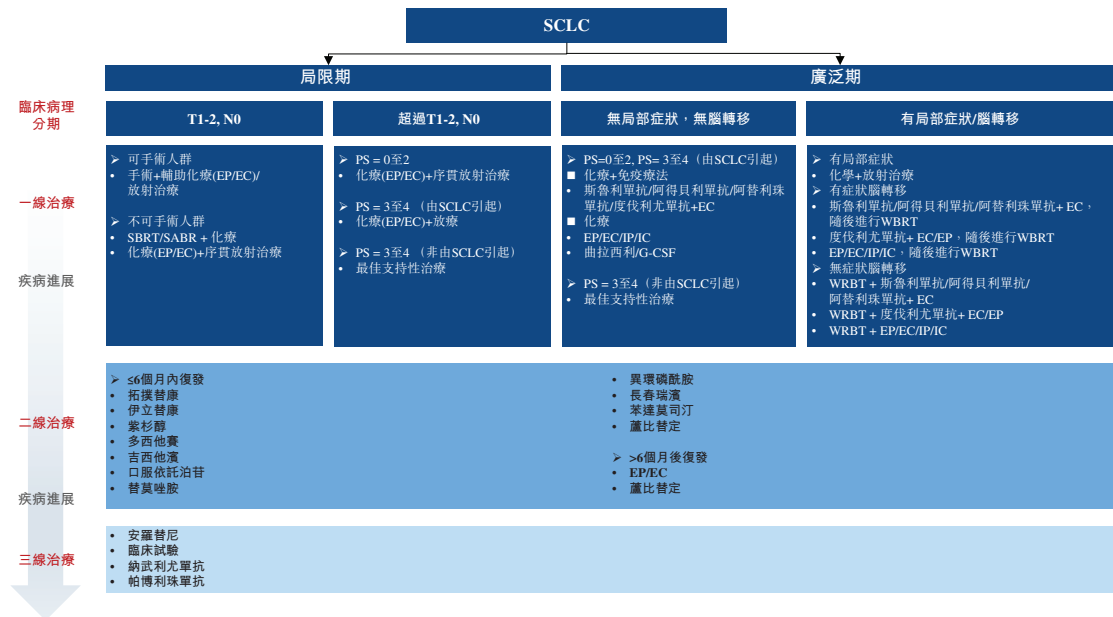 SCLC
局限期
廣泛期
臨床病理
分期
T1-2, N0
超過T1-2, N0
無局部症狀，無腦轉移
有局部症狀/腦轉移
一線治療
➢ 可手術人群
• 手術+輔助化療(EP/EC)/
放射治療
➢ 不可手術人群
• SBRT/SABR + 化療
• 化療(EP/EC)+序貫放射治療
➢ PS = 0至2
• 化療(EP/EC)+序貫放射治療
➢ PS = 3至4 （由SCLC引起）
• 化療(EP/EC)+放療
➢ PS = 3至4（非由SCLC引起）
• 最佳支持性治療
➢ PS=0至2, PS= 3至4（由SCLC引起）
■ 化療+免疫療法
• 斯魯利單抗/阿得貝利單抗/阿替利珠
單抗/度伐利尤單抗+EC
■ 化療
• EP/EC/IP/IC
• 曲拉西利/G-CSF
➢ PS = 3至4（非由SCLC引起）
• 最佳支持性治療
➢ 有局部症狀
• 化學+放射治療
➢ 有症狀腦轉移
• 斯魯利單抗/阿得貝利單抗/阿替利珠單抗+ EC，
隨後進行WBRT
• 度伐利尤單抗+ EC/EP，隨後進行WBRT
• EP/EC/IP/IC，隨後進行WBRT
➢ 無症狀腦轉移
• WRBT + 斯魯利單抗/阿得貝利單抗/
阿替利珠單抗+ EC
• WRBT + 度伐利尤單抗+ EC/EP
• WRBT + EP/EC/IP/IC
疾病進展
二線治療
➢ ≤6個月內復發
• 拓撲替康
• 伊立替康
• 紫杉醇
• 多西他賽
• 吉西他濱
• 口服依託泊苷
• 替莫唑胺
• 異環磷酰胺
• 長春瑞濱
• 苯達莫司汀
• 蘆比替定
➢ >6個月後復發
• EP/EC
• 蘆比替定
疾病進展
三線治療
• 安羅替尼
• 臨床試驗
• 納武利尤單抗
• 帕博利珠單抗